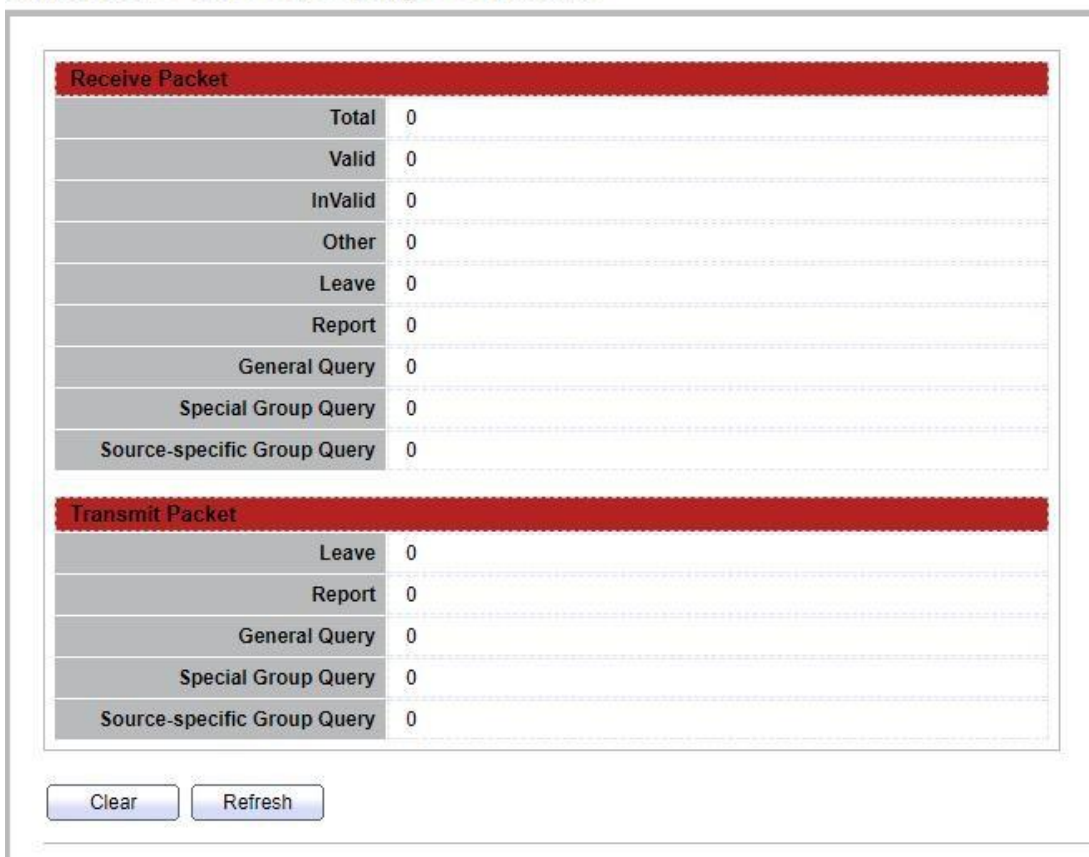 Receive Packet
Total 0
Valid 0
InValid 0
Other 0
Leave 0
Report 0
General Query 0
Special Group Query 0
Source-specific Group Query 0
Transmit Packet
Leave 0
Report 0
General Query 0
Special Group Query 0
Source-specific Group Query 0
Clear Refresh